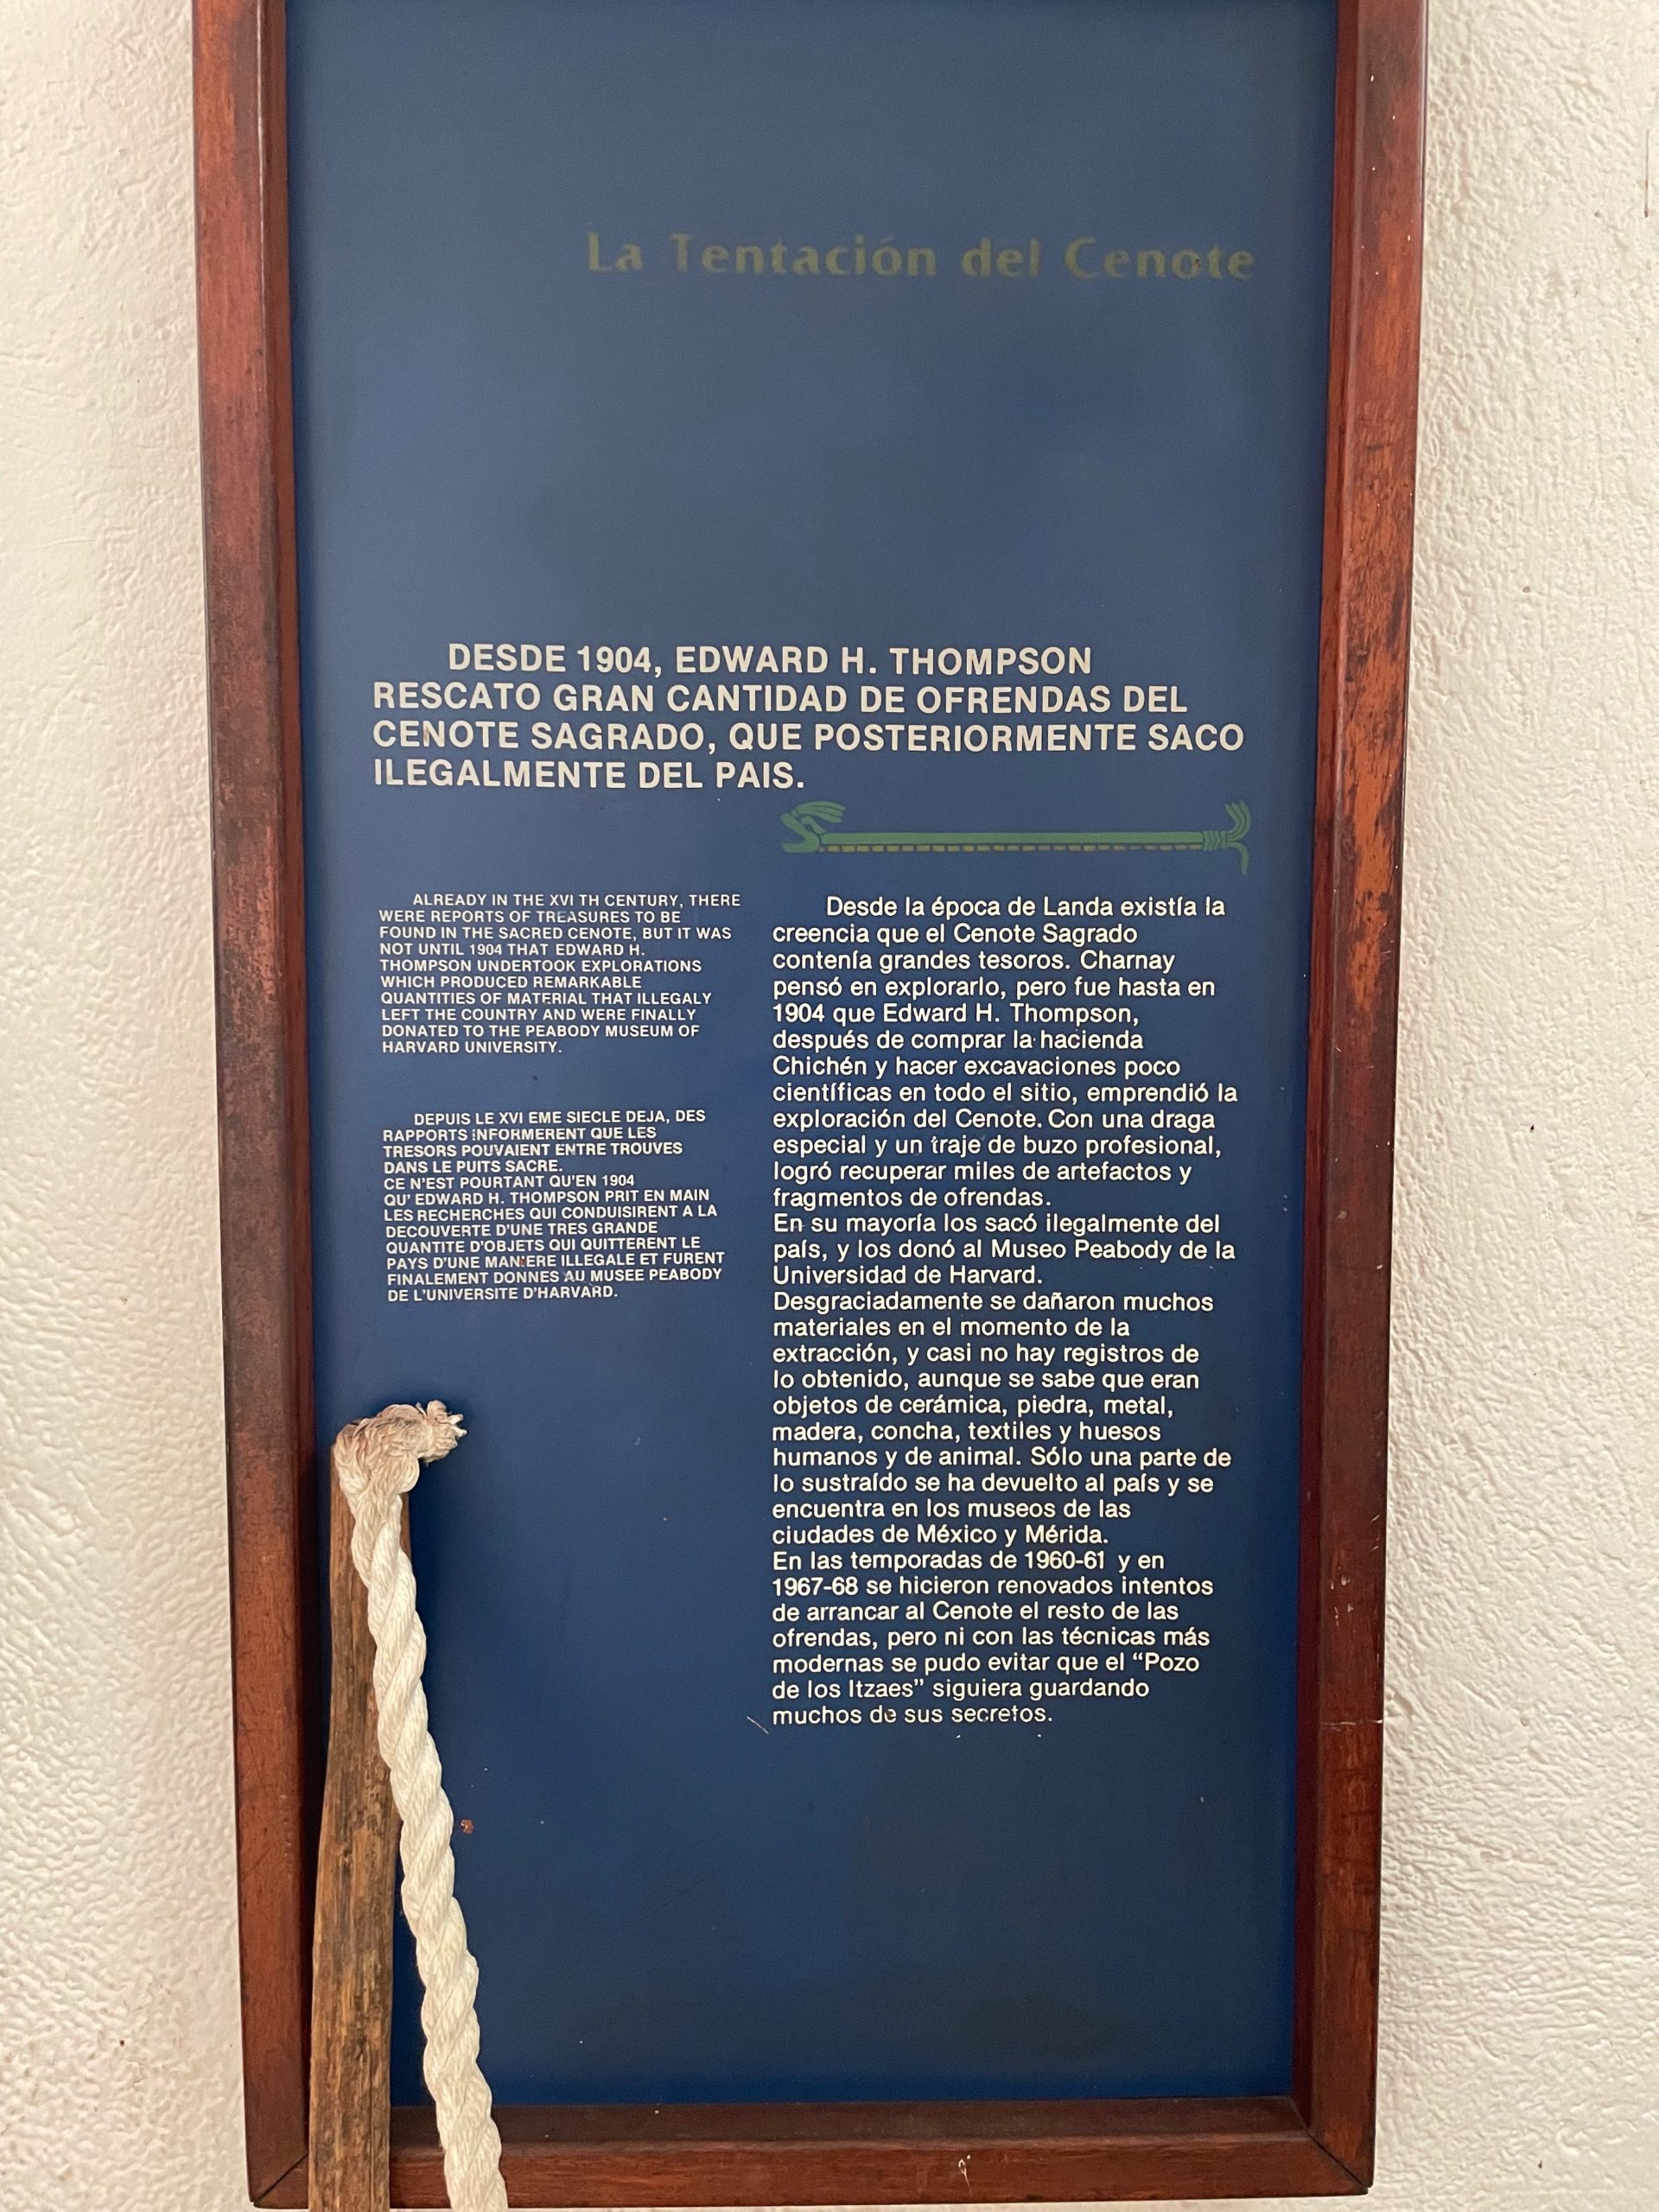 La Tentación del Cenote
DESDE 1904, EDWARD H. THOMPSON
RESCATO GRAN CANTIDAD DE OFRENDAS DEL
CENOTE SAGRADO, QUE POSTERIORMENTE SACO
ILEGALMENTE DEL PAIS.
ALREADY IN THE XVI TH CENTURY, THERE
WERE REPORTS OF TREASURES TO BE
FOUND IN THE SACRED CENOTE, BUT IT WAS
NOT UNTIL 1904 THAT EDWARD H.
THOMPSON UNDERTOOK EXPLORATIONS
WHICH PRODUCED REMARKABLE
QUANTITIES OF MATERIAL THAT ILLEGALY
LEFT THE COUNTRY AND WERE FINALLY
DONATED TO THE PEABODY MUSEUM OF
HARVARD UNIVERSITY.
DEPUIS LE XVI EME SIECLE DEJA, DES
RAPPORTS INFORMERENT QUE LES
TRESORS POUVAIENT ENTRE TROUVES
DANS LE PUITS SACRE.
CE N'EST POURTANT QU'EN 1904
QU' EDWARD H. THOMPSON PRIT EN MAIN
LES RECHERCHES QUI CONDUISIRENT A LA
DECOUVERTE D'UNE TRES GRANDE
QUANTITE D'OBJETS QUI QUITTERENT LE
PAYS D'UNE MANIERE ILLEGALE ET FURENT
FINALEMENT DONNES AU MUSEE PEABODY
DE L'UNIVERSITE D'HARVARD.
Desde la época de Landa existía la
creencia que el Cenote Sagrado
contenía grandes tesoros. Charnay
pensó en explorarlo, pero fue hasta en
1904 que Edward H. Thompson,
después de comprar la hacienda
Chichén y hacer excavaciones poco
científicas en todo el sitio, emprendió la
exploración del Cenote. Con una draga
especial y un traje de buzo profesional,
logró recuperar miles de artefactos y
fragmentos de ofrendas.
En su mayoría los sacó ilegalmente del
país, y los donó al Museo Peabody de la
Universidad de Harvard.
Desgraciadamente se dañaron muchos
materiales en el momento de la
extracción, y casi no hay registros de
lo obtenido, aunque se sabe que eran
objetos de cerámica, piedra, metal,
madera, concha, textiles y huesos
humanos y de animal. Sólo una parte de
lo sustraído se ha devuelto al país y se
encuentra en los museos de las
ciudades de México y Mérida.
En las temporadas de 1960-61 y en
1967-68 se hicieron renovados intentos
de arrancar al Cenote el resto de las
ofrendas, pero ni con las técnicas más
modernas se pudo evitar que el “Pozo
de los Itzaes” siguiera guardando
muchos de sus secretos.